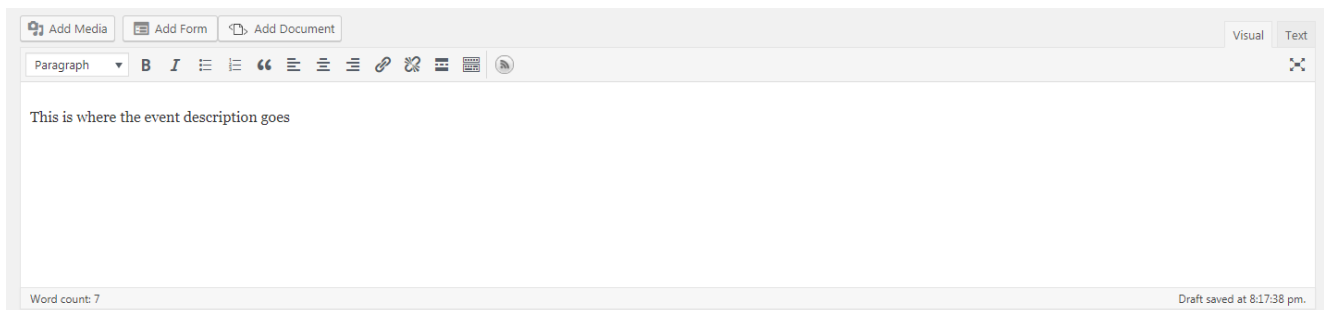 Add Media Add Form Add Document
Visual Text
Paragraph B I
This is where the event description goes
Word count: 7
Draft saved at 8:17:38 pm.